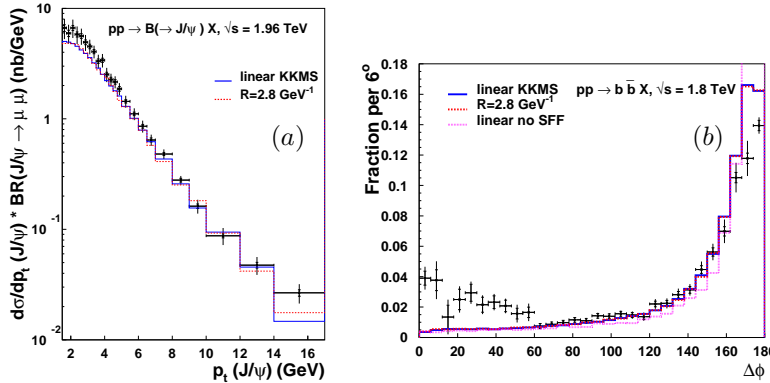 pp → B(→ J/ψ ) X, √s = 1.96 TeV
linear KKMS
R=2.8 GeV⁻¹
(a)
dσ/dpₜ (J/ψ) * BR(J/ψ → μ μ) (nb/GeV)
10
1
10⁻¹
10⁻²
2 4 6 8 10 12 14 16
pₜ (J/ψ) (GeV)
linear KKMS
R=2.8 GeV⁻¹
linear no SFF
pp → b b̅ X, √s = 1.8 TeV
(b)
Fraction per 6°
0.18
0.16
0.14
0.12
0.1
0.08
0.06
0.04
0.02
0
0 20 40 60 80 100 120 140 160 180
Δϕ